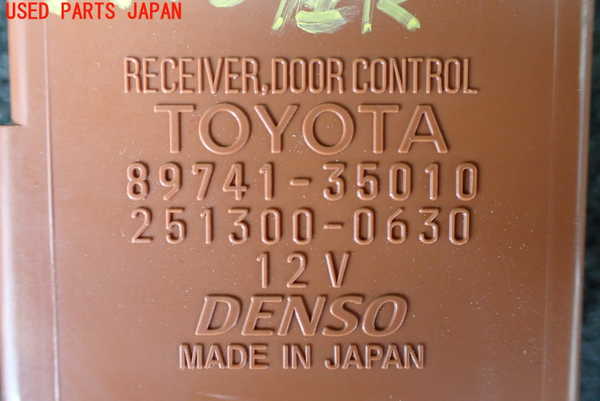 USED PARTS JAPAN
RECEIVER,DOOR CONTROL
TOYOTA
89741-35010
251300-0630
12V
DENSO
MADE IN JAPAN